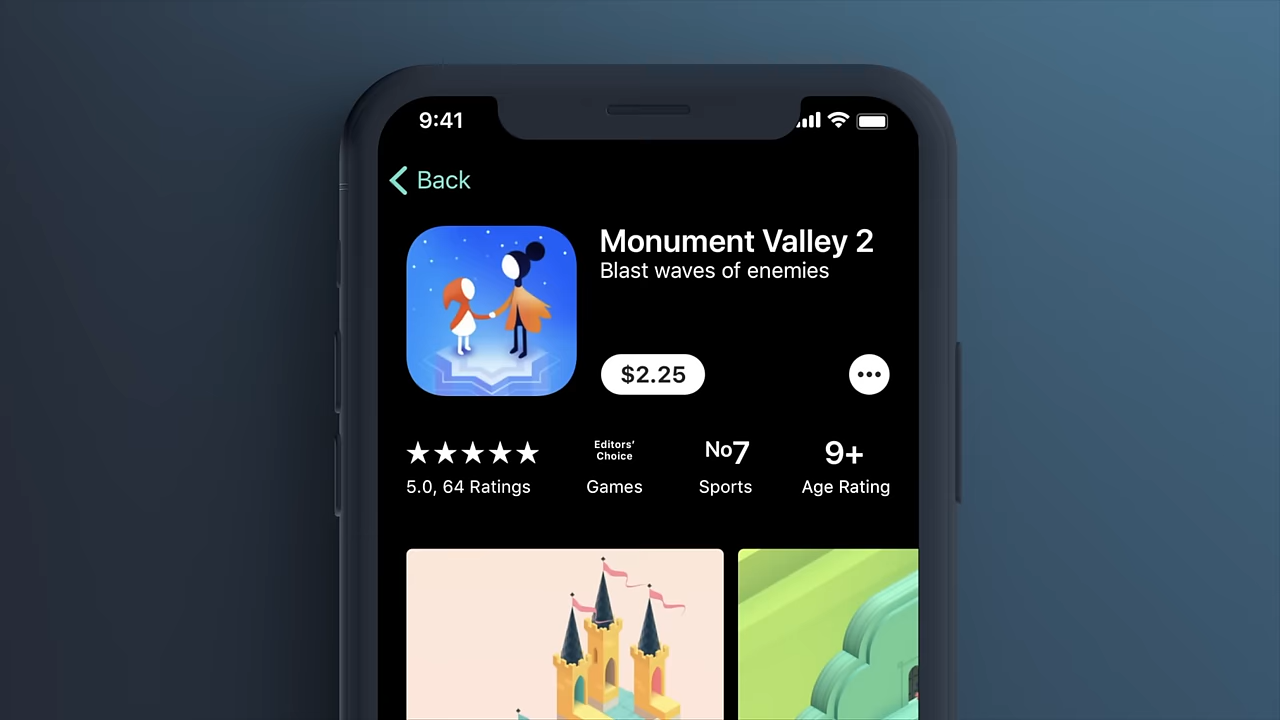 9:41
Back
Monument Valley 2
Blast waves of enemies
$2.25
★★★★★
Editors'
Choice
No7
9+
5.0, 64 Ratings
Games
Sports
Age Rating